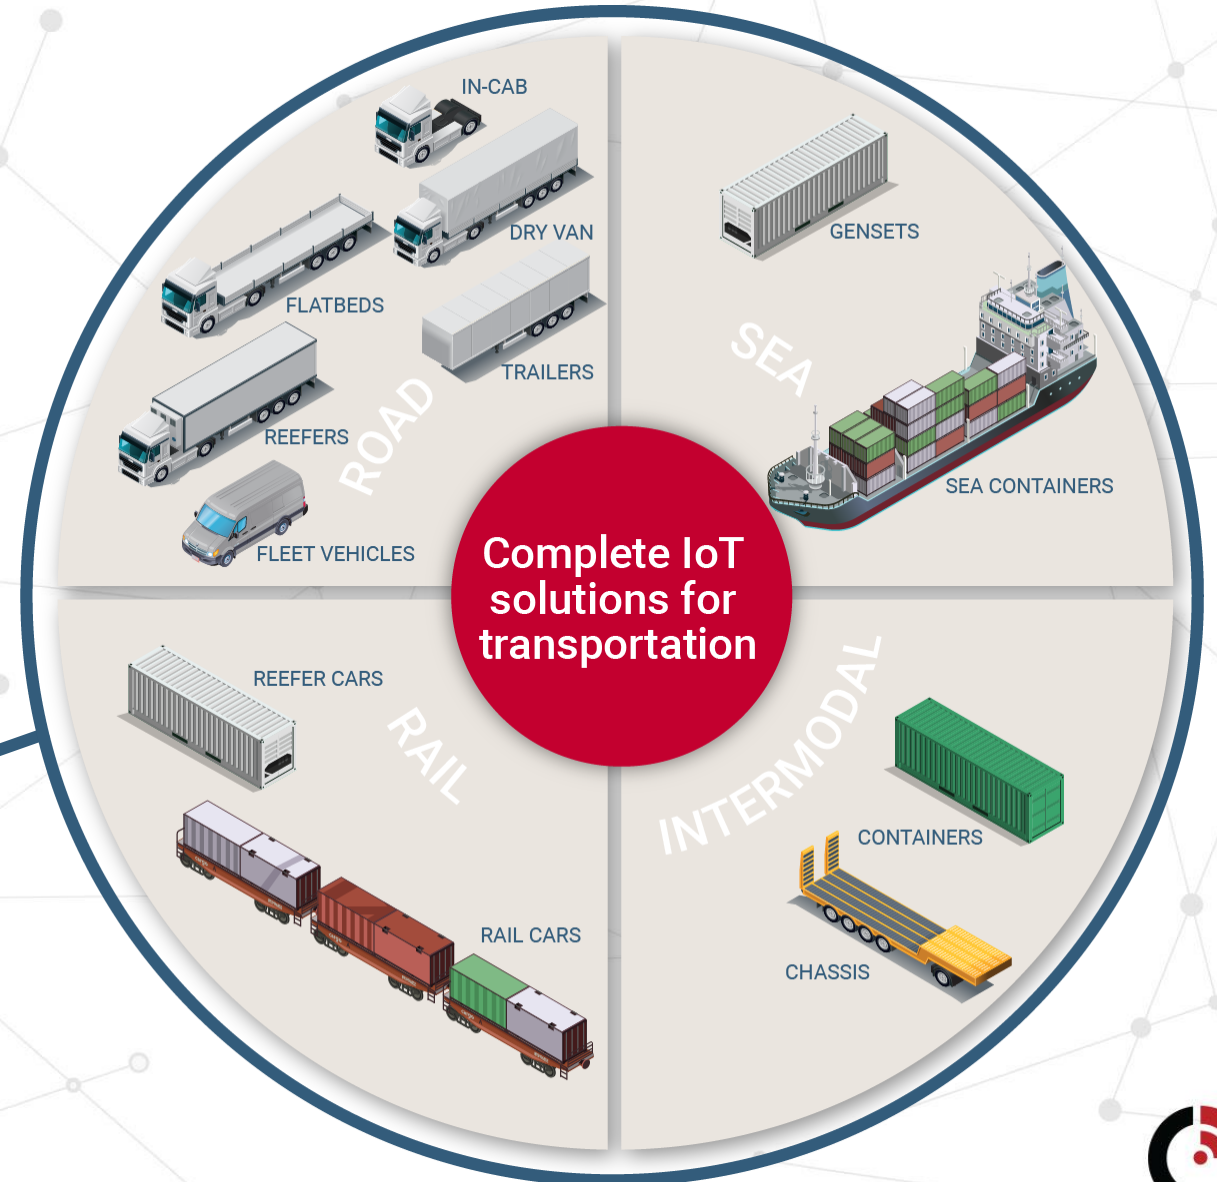 IN-CAB
DRY VAN
FLATBEDS
TRAILERS
REEFERS
FLEET VEHICLES
ROAD
GENSETS
SEA
SEA CONTAINERS
Complete IoT
solutions for
transportation
REEFER CARS
RAIL
RAIL CARS
INTERMODAL
CONTAINERS
CHASSIS